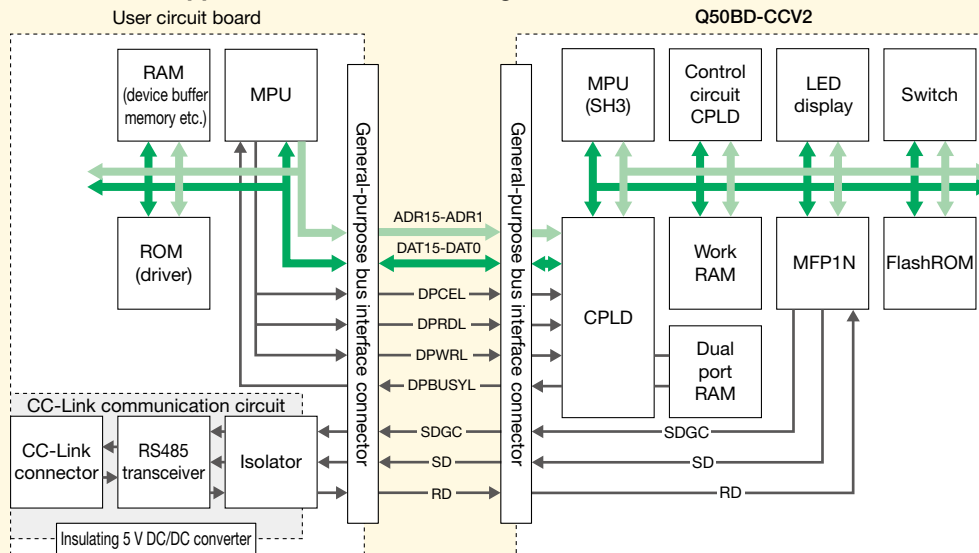 User circuit board
Q50BD-CCV2
RAM
(device buffer
memory etc.)
MPU
ROM
(driver)
General-purpose bus interface connector
ADR15-ADR1
DAT15-DAT0
DPCEL
DPRDL
DPWRL
DPBUSYL
SDGC
SD
RD
General-purpose bus interface connector
MPU
(SH3)
Control
circuit
CPLD
LED
display
Switch
CPLD
Work
RAM
MFP1N
FlashROM
Dual
port
RAM
SDGC
SD
RD
CC-Link communication circuit
CC-Link
connector
RS485
transceiver
Isolator
Insulating 5 V DC/DC converter